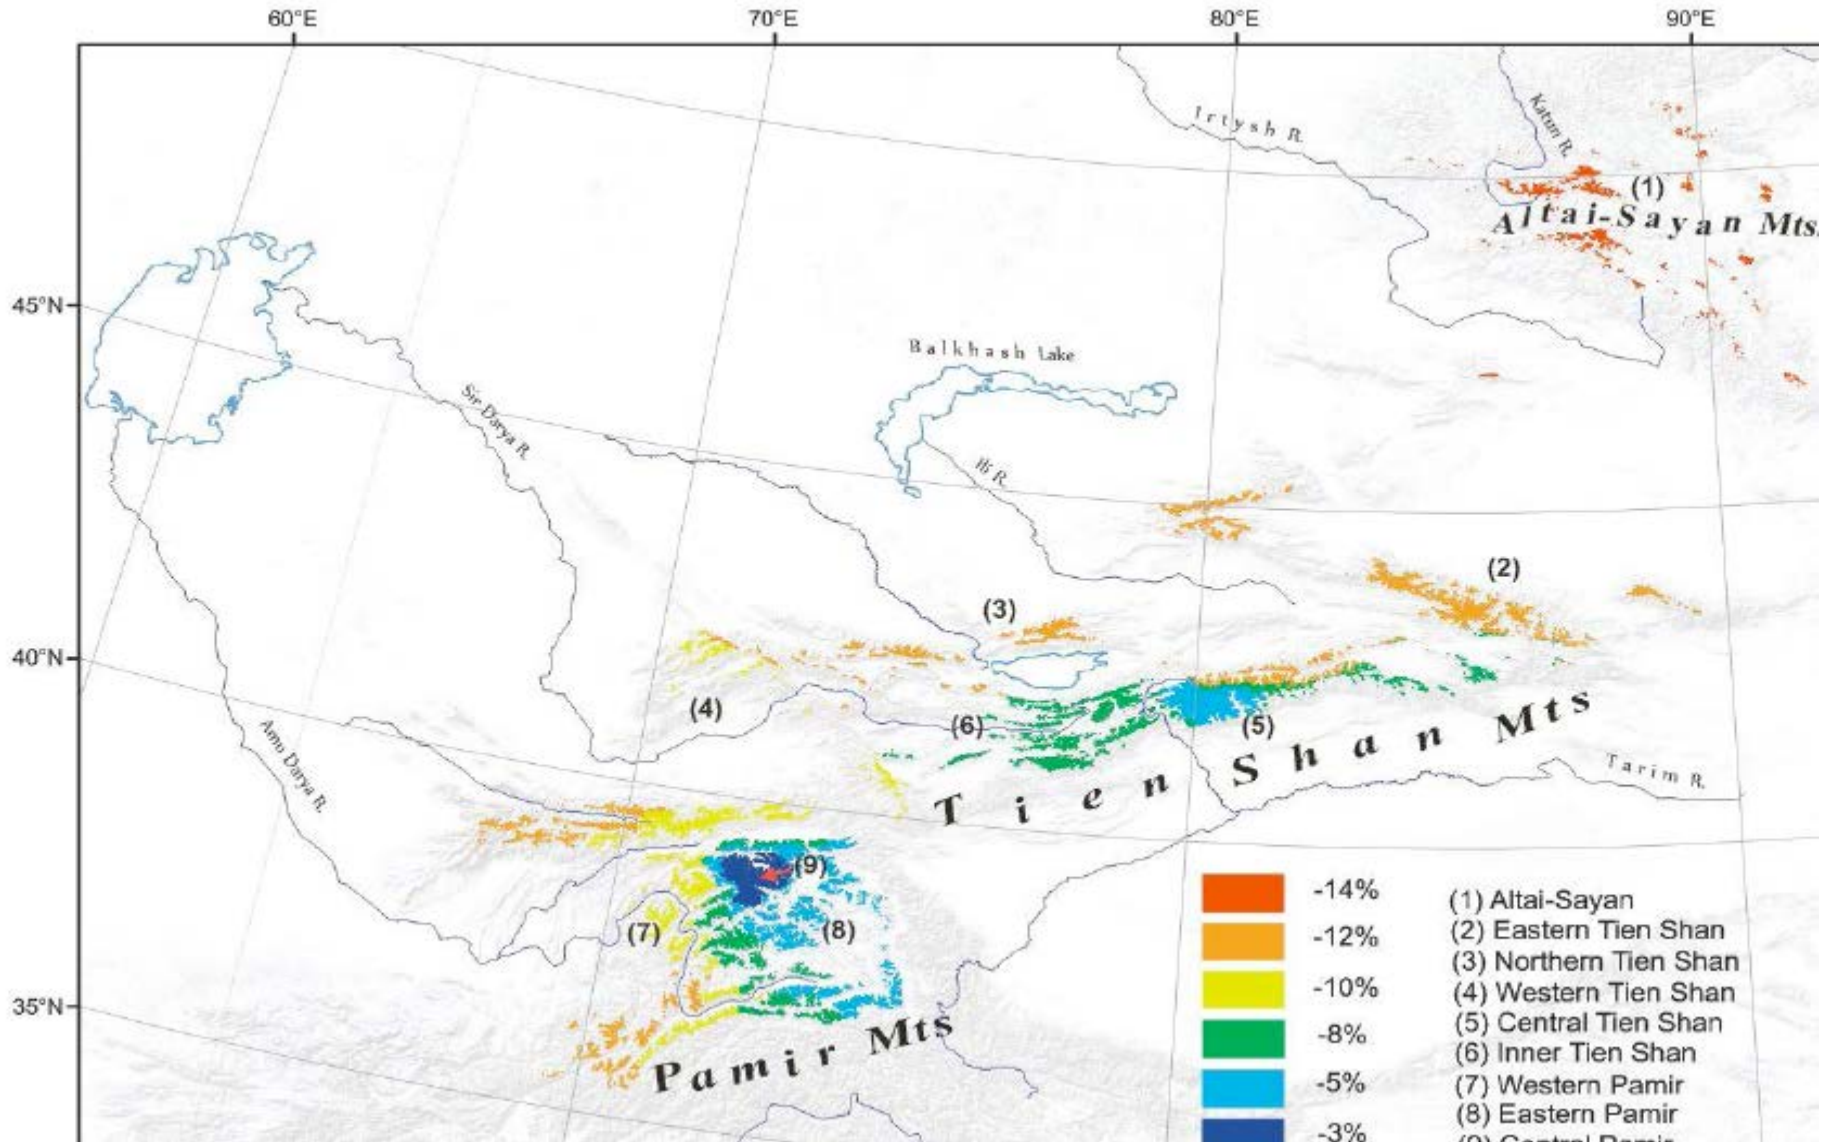 60°E 70°E 80°E 90°E
Irtysh R.
Katun R.
(1)
Altai-Sayan Mts.
45°N
Balkhash Lake
Sir Darya R.
Ili R.
(2)
(3)
40°N
(4)
(6)
(5)
Tien Shan Mts
Amu Darya R.
Tarim R.
(9)
(7)
(8)
35°N
Pamir Mts
-14%
-12%
-10%
-8%
-5%
-3%
(1) Altai-Sayan
(2) Eastern Tien Shan
(3) Northern Tien Shan
(4) Western Tien Shan
(5) Central Tien Shan
(6) Inner Tien Shan
(7) Western Pamir
(8) Eastern Pamir
(9) Central Pamir